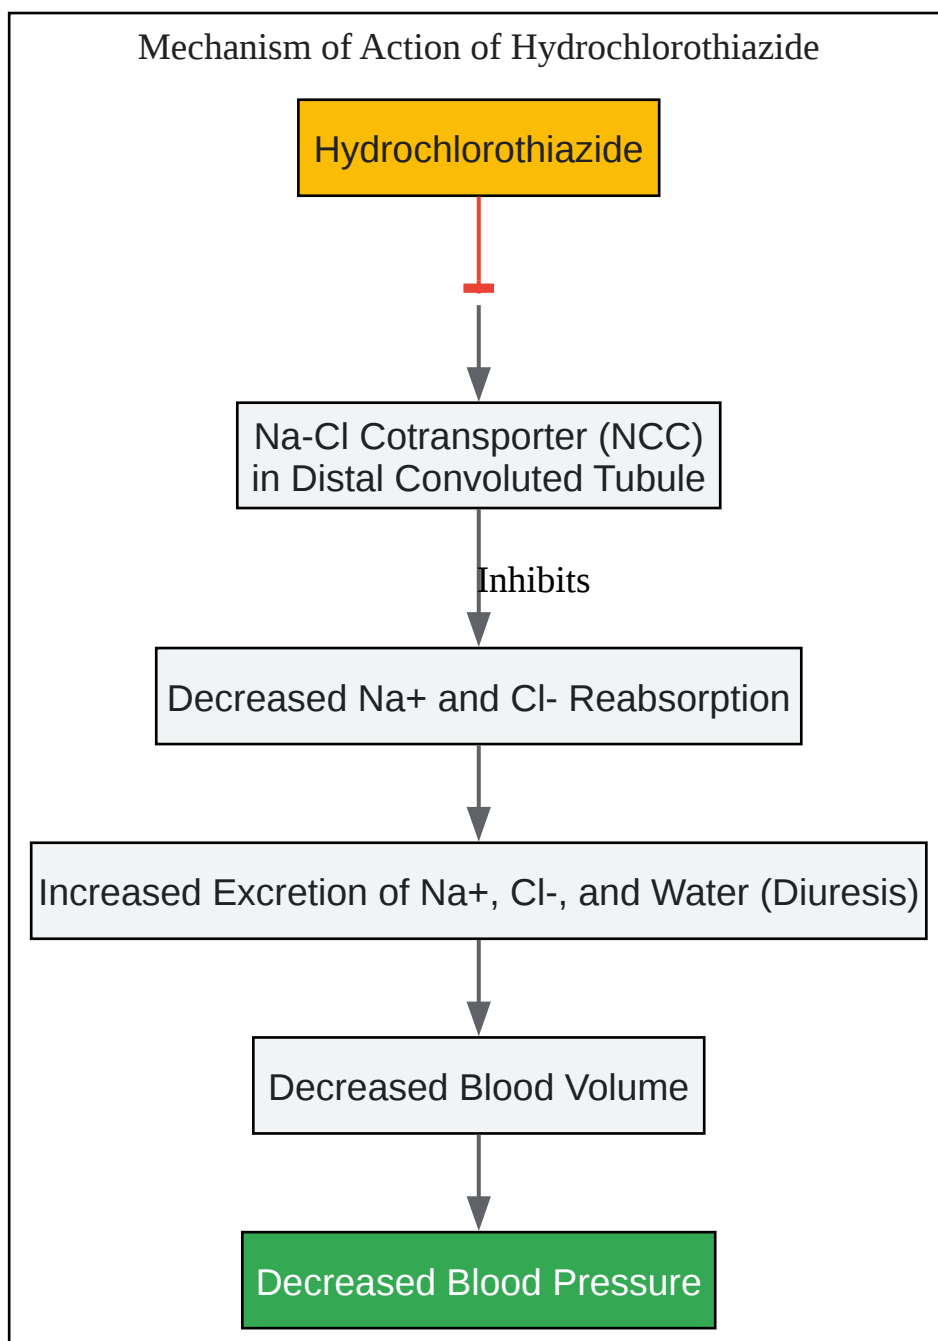 Mechanism of Action of Hydrochlorothiazide
Hydrochlorothiazide
Na-Cl Cotransporter (NCC)
in Distal Convoluted Tubule
Inhibits
Decreased Na+ and Cl- Reabsorption
Increased Excretion of Na+, Cl-, and Water (Diuresis)
Decreased Blood Volume
Decreased Blood Pressure